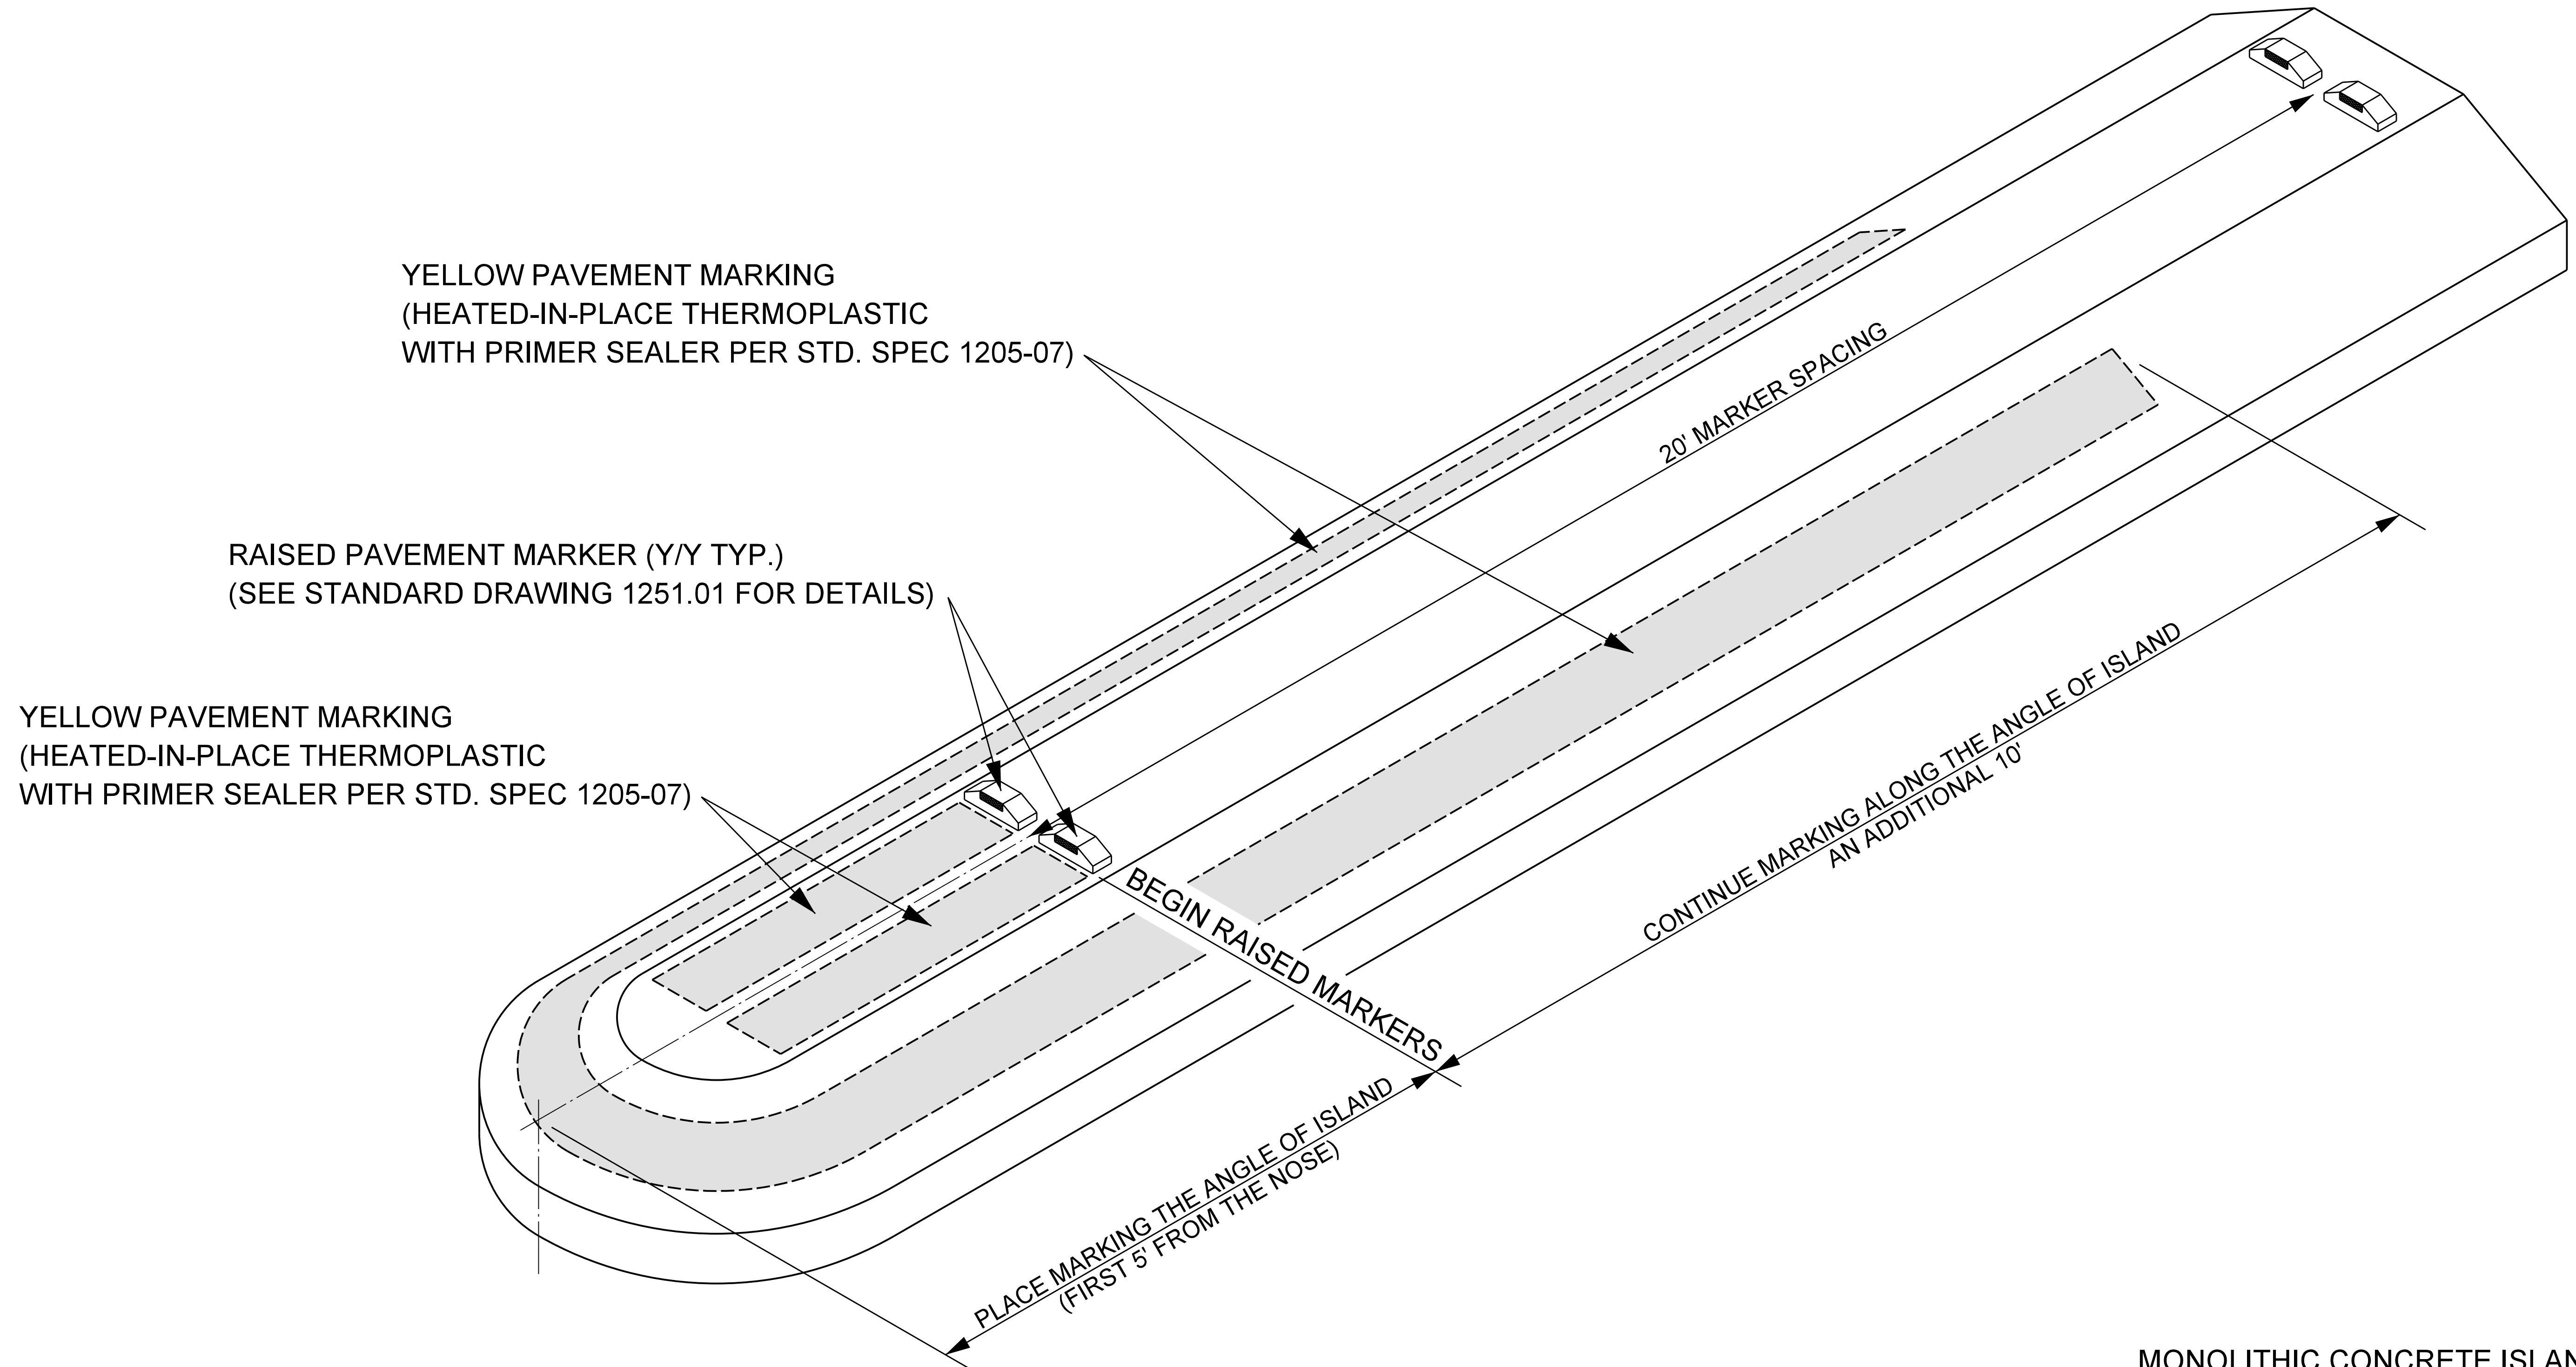 YELLOW PAVEMENT MARKING
(HEATED-IN-PLACE THERMOPLASTIC
WITH PRIMER SEALER PER STD. SPEC 1205-07)
20' MARKER SPACING
RAISED PAVEMENT MARKER (Y/Y TYP.)
(SEE STANDARD DRAWING 1251.01 FOR DETAILS)
YELLOW PAVEMENT MARKING
(HEATED-IN-PLACE THERMOPLASTIC
WITH PRIMER SEALER PER STD. SPEC 1205-07)
CONTINUE MARKING ALONG THE ANGLE OF ISLAND
AN ADDITIONAL 10'
BEGIN RAISED MARKERS
PLACE MARKING THE ANGLE OF ISLAND
(FIRST 5' FROM THE NOSE)
MONOLITHIC CONCRETE